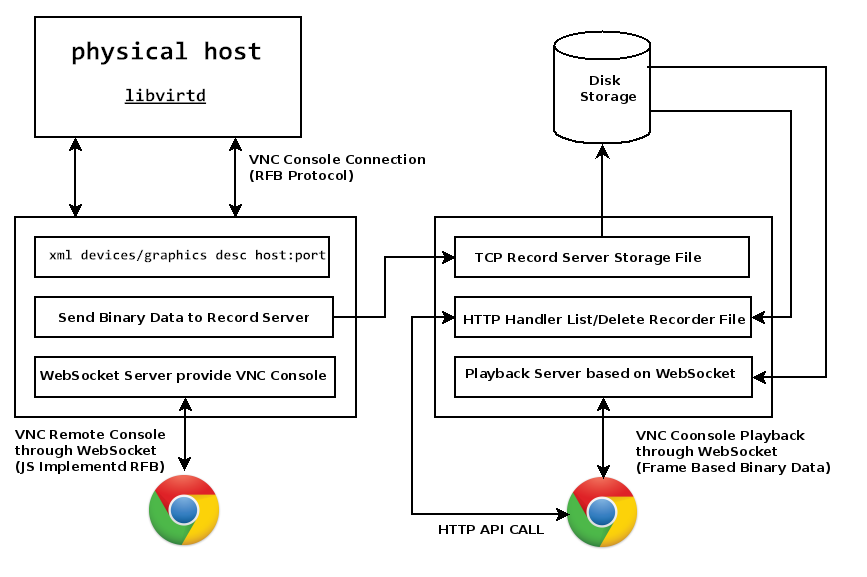 physical host
libvirtd
Disk
Storage
VNC Console Connection
(RFB Protocol)
xml devices/graphics desc host:port
Send Binary Data to Record Server
WebSocket Server provide VNC Console
TCP Record Server Storage File
HTTP Handler List/Delete Recorder File
Playback Server based on WebSocket
VNC Remote Console
through WebSocket
(JS Implementd RFB)
VNC Coonsole Playback
through WebSocket
(Frame Based Binary Data)
HTTP API CALL